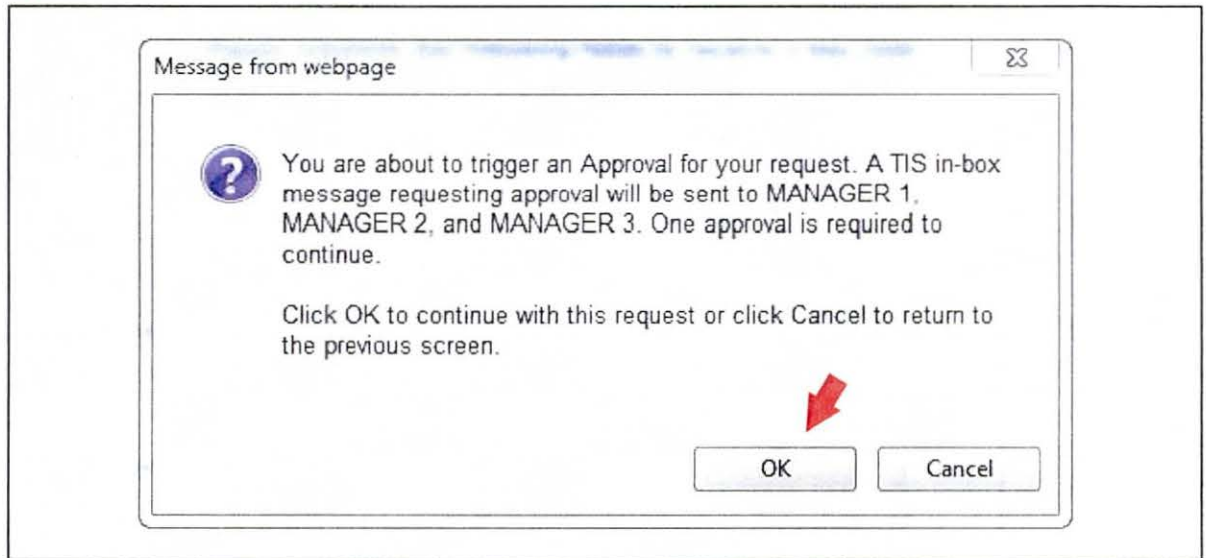 Message from webpage
You are about to trigger an Approval for your request. A TIS in-box
message requesting approval will be sent to MANAGER 1,
MANAGER 2, and MANAGER 3. One approval is required to
continue.
Click OK to continue with this request or click Cancel to return to
the previous screen.
OK
Cancel